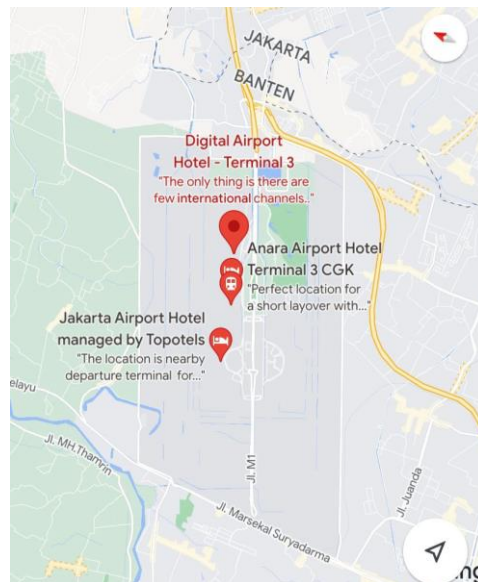 JAKARTA
BANTEN
Digital Airport
Hotel - Terminal 3
"The only thing is there are
few international channels.."
Anara Airport Hotel
Terminal 3 CGK
"Perfect location for
a short layover with..."
Jakarta Airport Hotel
managed by Topotels
"The location is nearby
departure terminal for..."
elayu
Jl. MH.Thamrin
Jl. M1
Jl. Marsekal Suryadarma
Jl. Juanda
ng